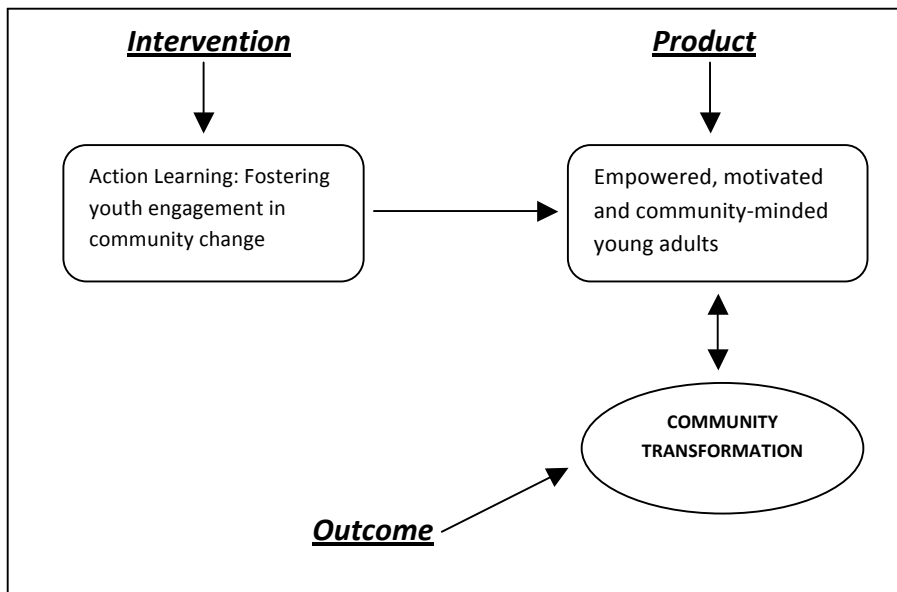 Intervention
Product
Action Learning: Fostering
youth engagement in
community change
Empowered, motivated
and community-minded
young adults
COMMUNITY
TRANSFORMATION
Outcome